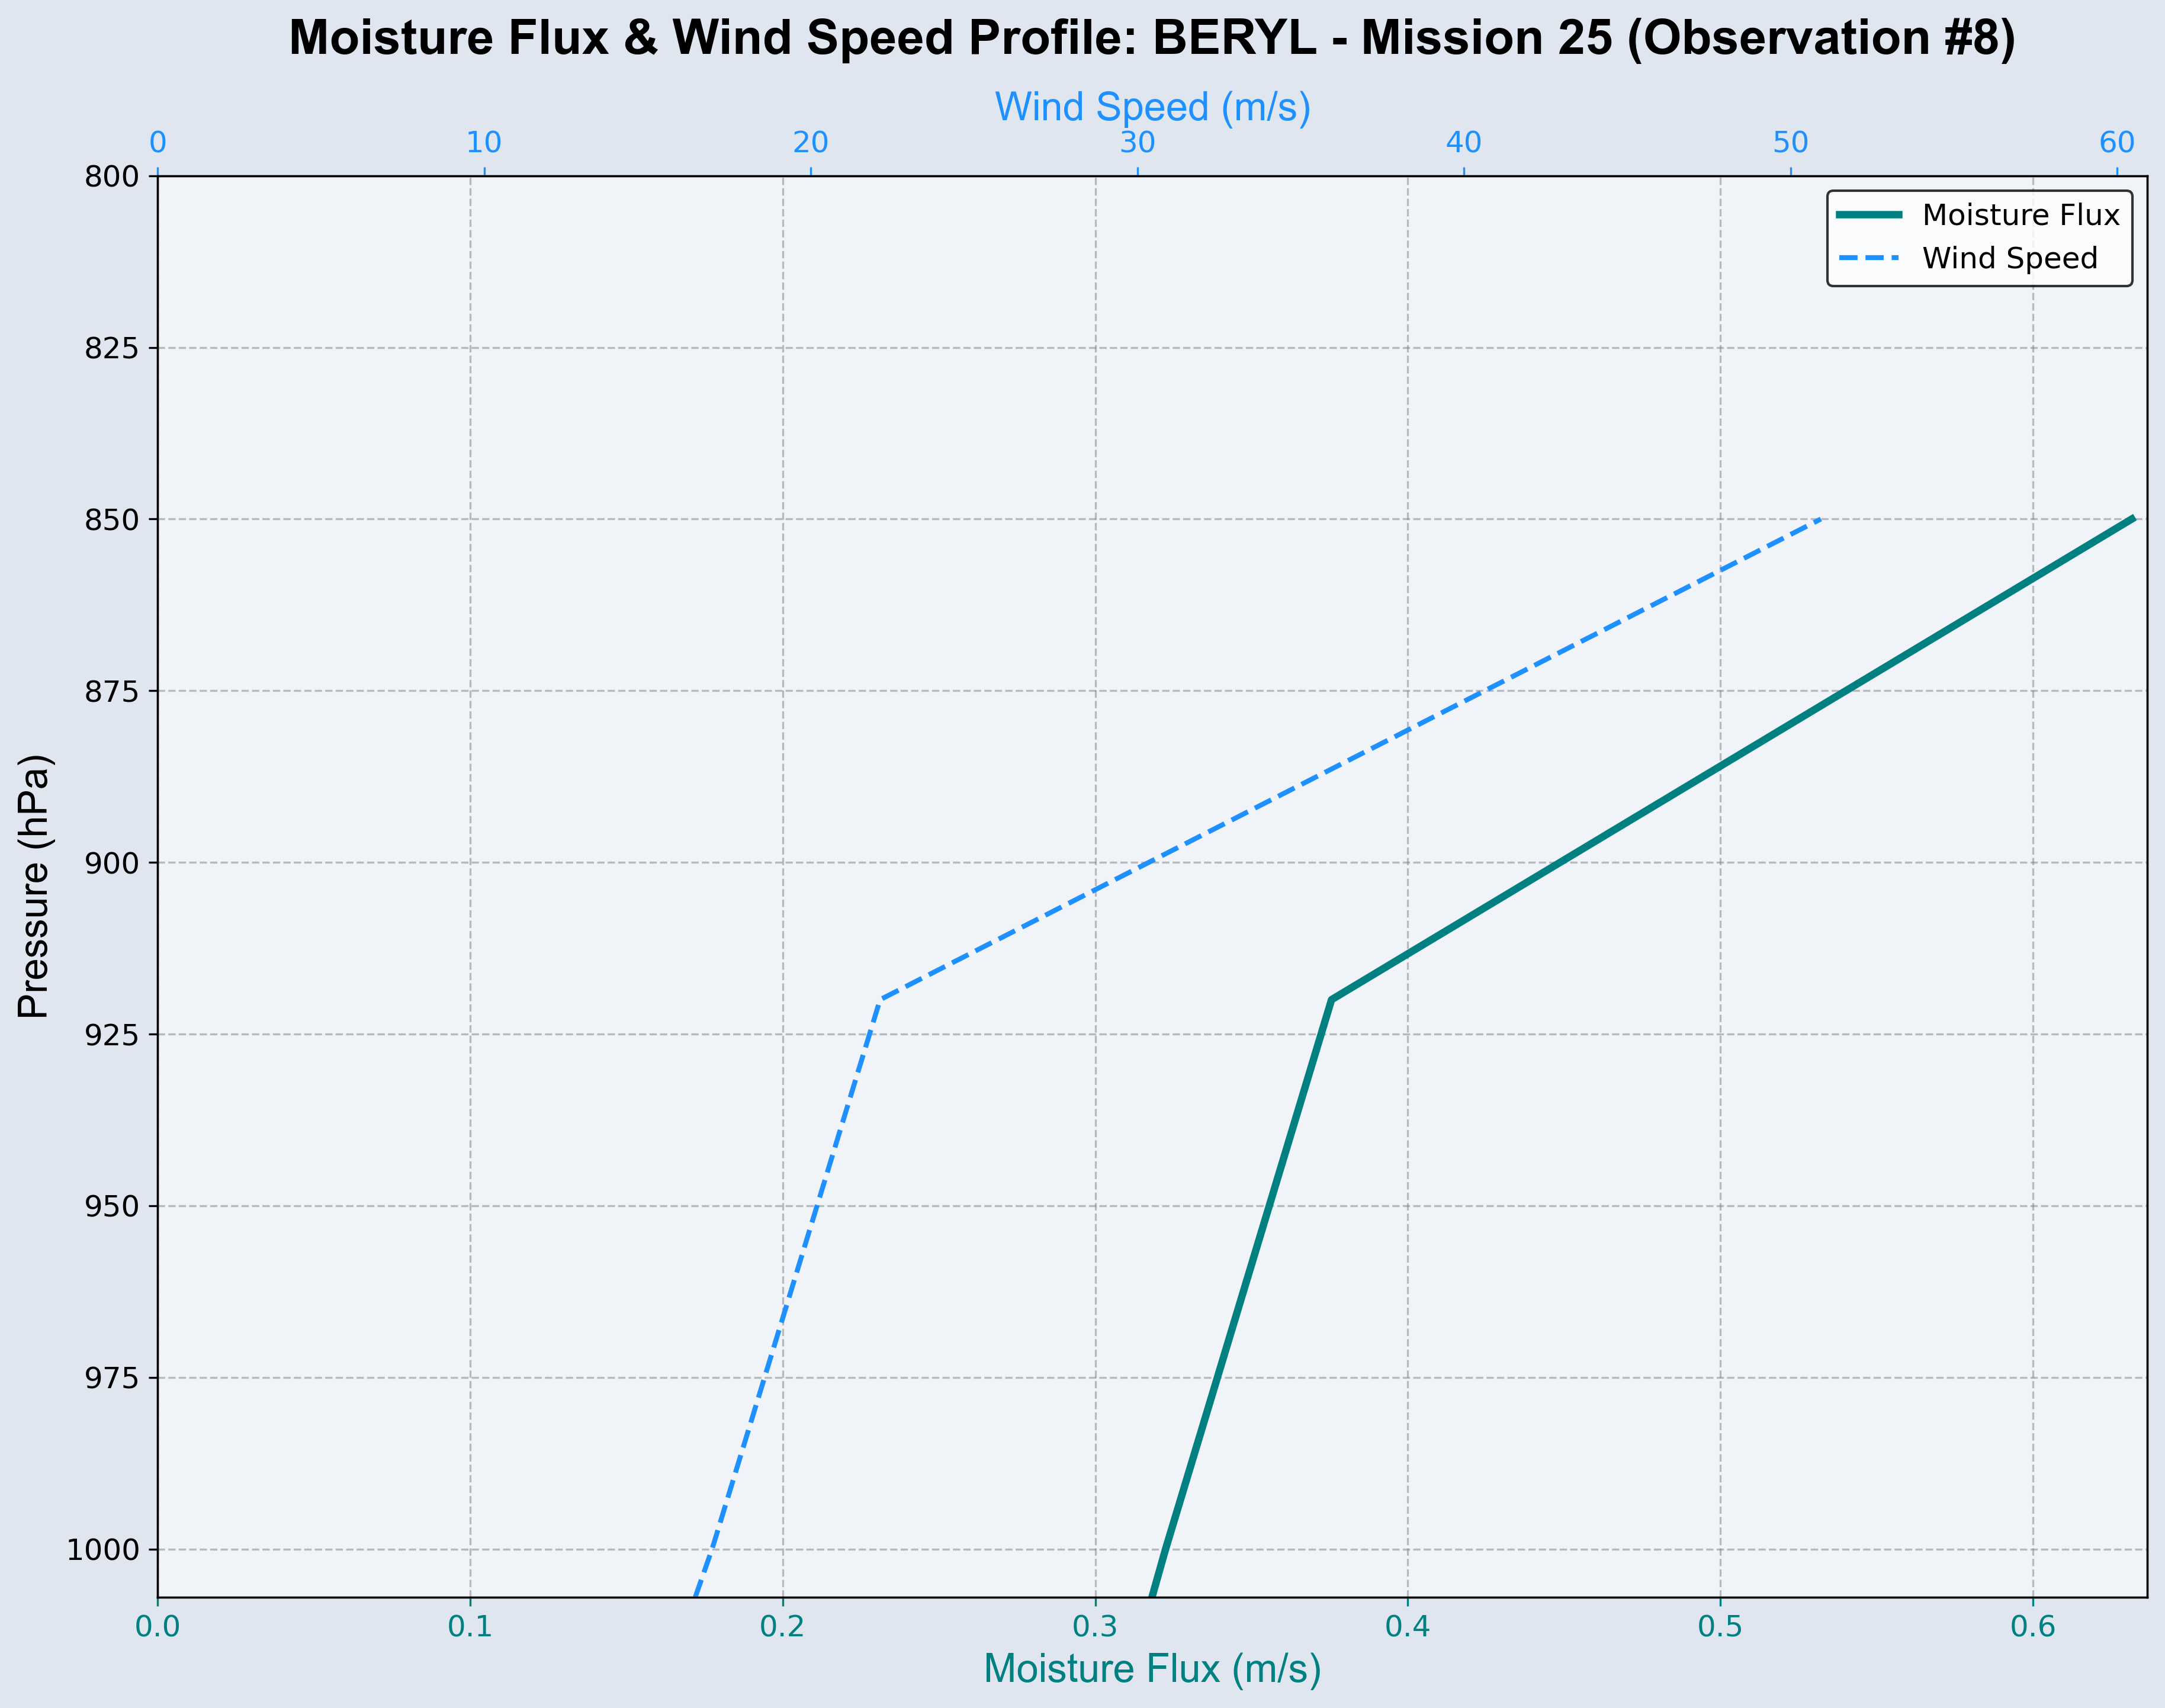 Moisture Flux & Wind Speed Profile: BERYL - Mission 25 (Observation #8)
Wind Speed (m/s)
0 10 20 30 40 50 60
Moisture Flux
Wind Speed
800
825
850
875
900
925
950
975
1000
Pressure (hPa)
0.0 0.1 0.2 0.3 0.4 0.5 0.6
Moisture Flux (m/s)